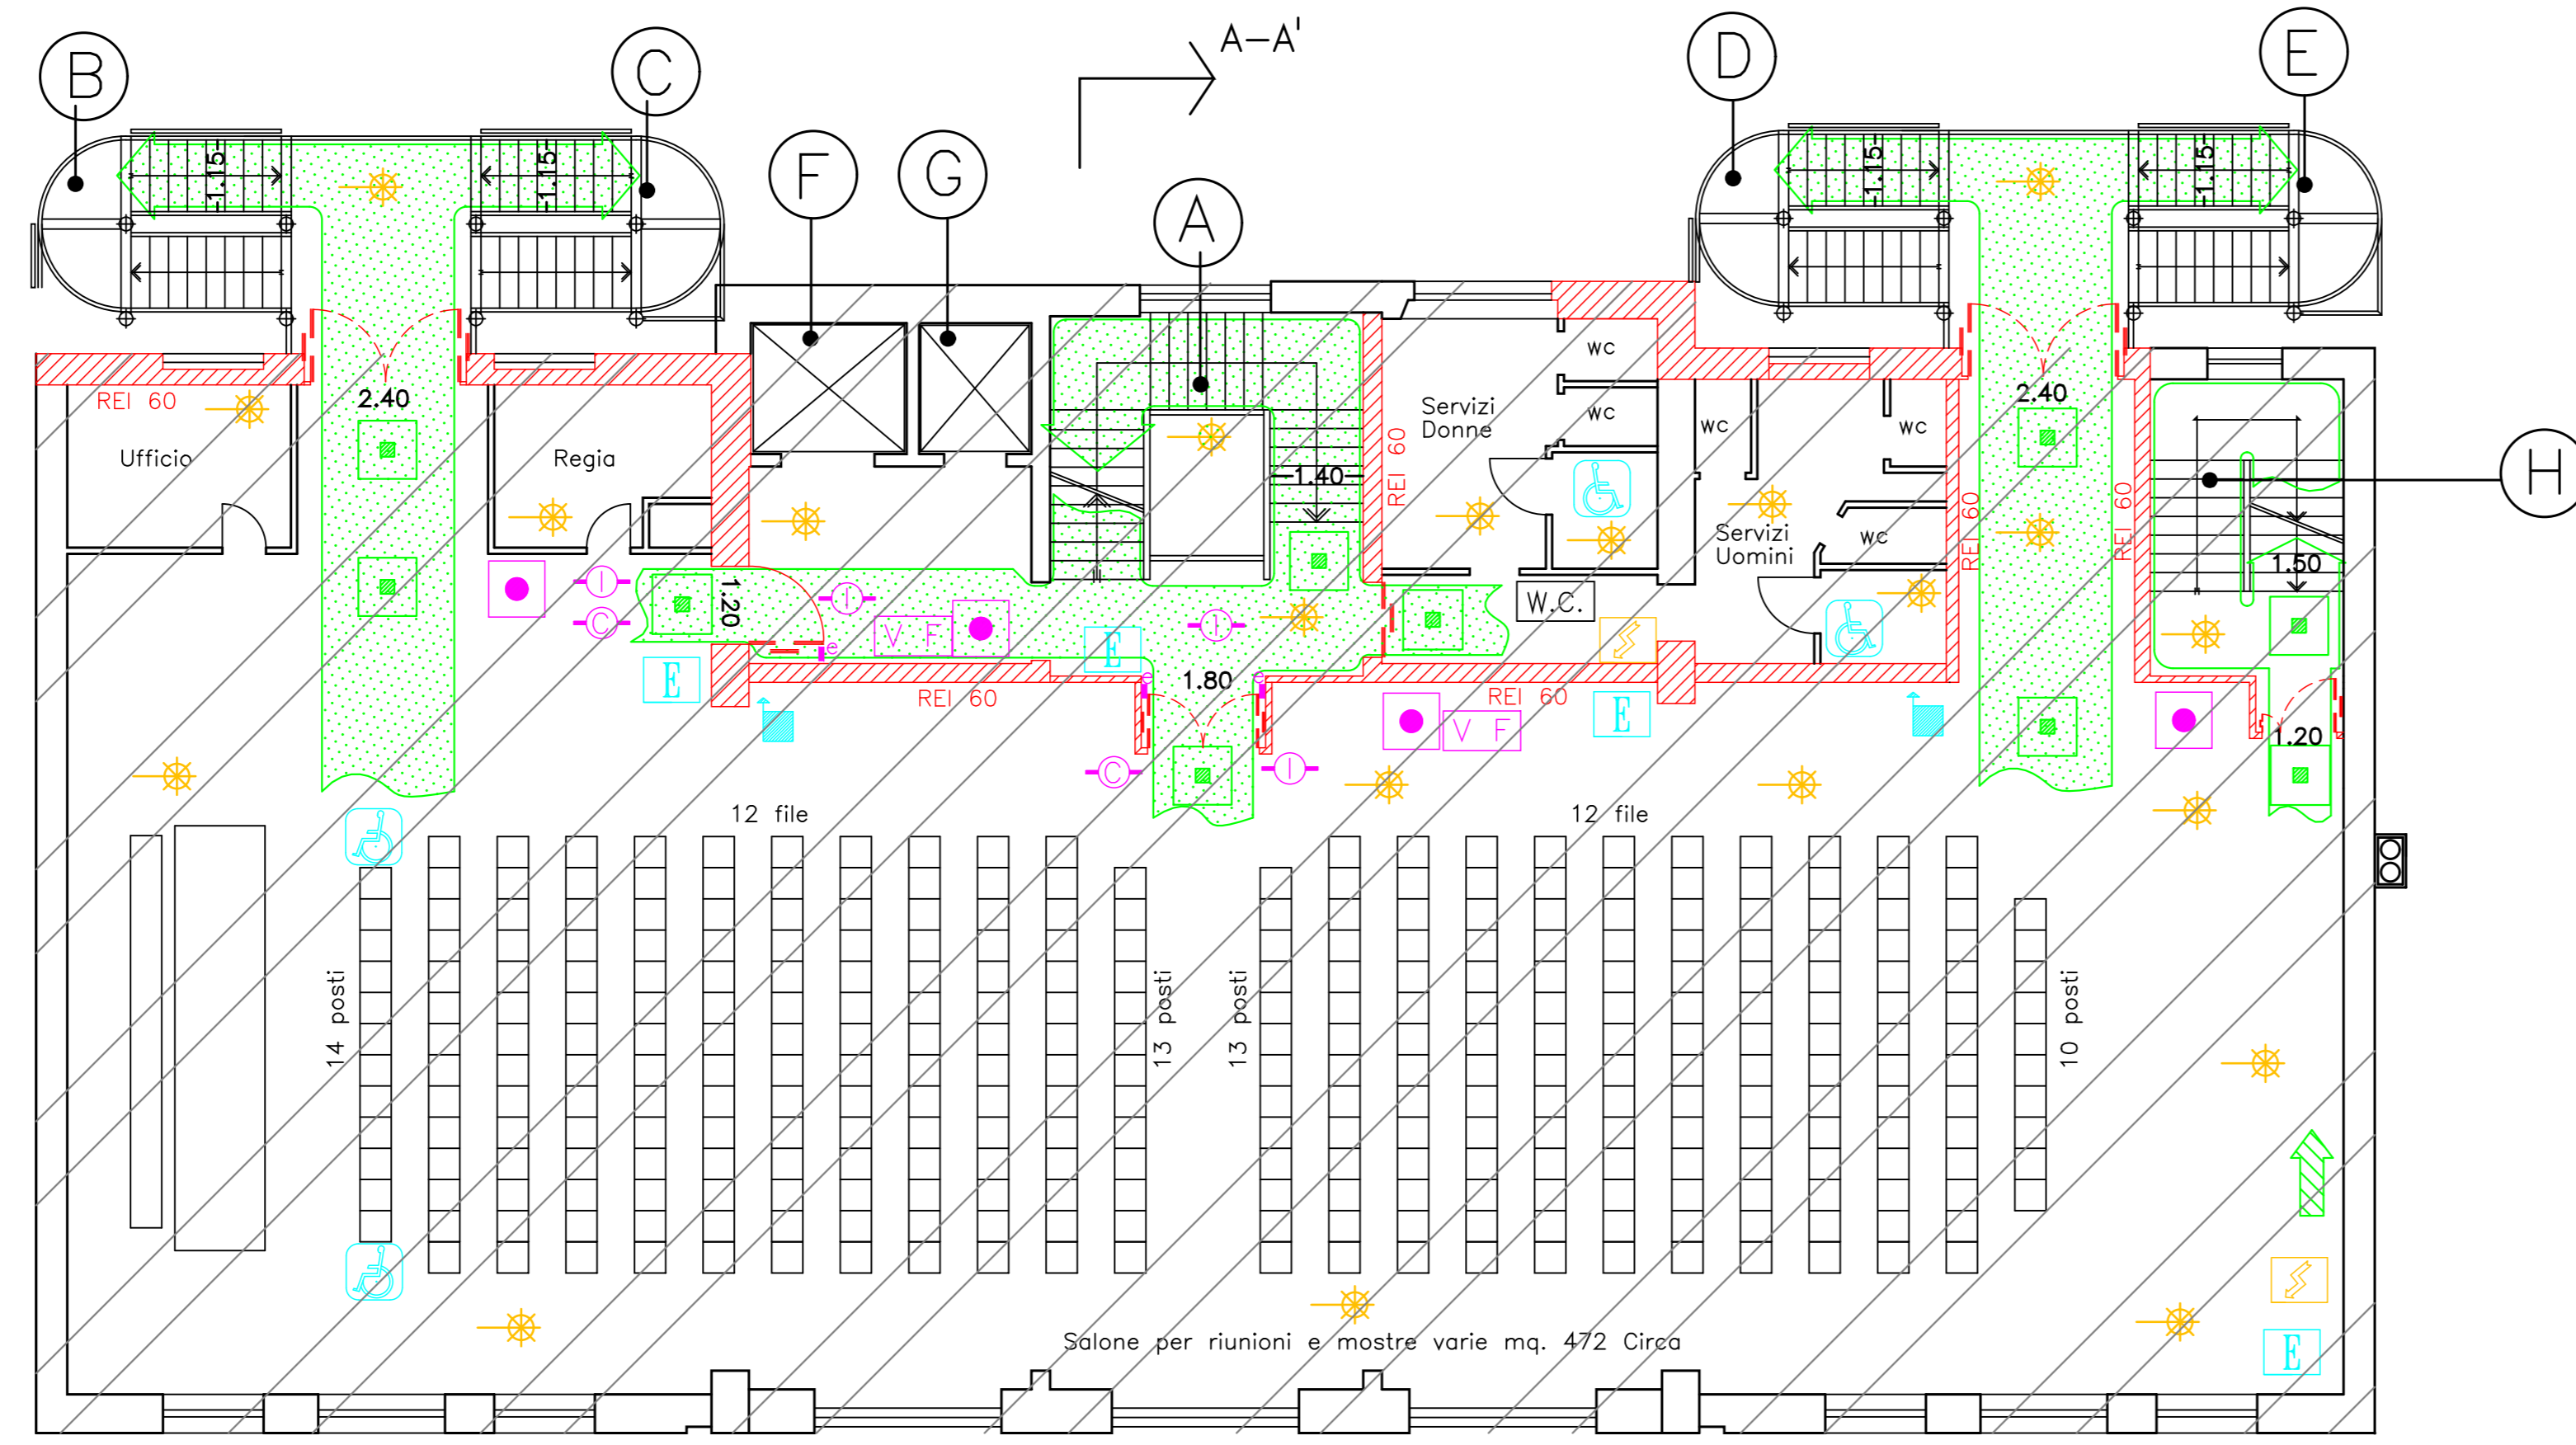 A-A'
B
C
D
E
F
G
A
-1.15-
-1.15-
-1.15-
-1.15-
REI 60
2.40
Ufficio
Regia
Servizi
Donne
wc
wc
wc
wc
wc
2.40
REI 60
1.40
H
Servizi
Uomini
REI 60
REI 60
1.50
I
C
1.20
I
V F
e
E
I
W.C.
E
REI 60
1.80
e
e
REI 60
E
V F
1.20
C
I
12 file
12 file
14 posti
13 posti
13 posti
10 posti
Salone per riunioni e mostre varie mq. 472 Circa
E